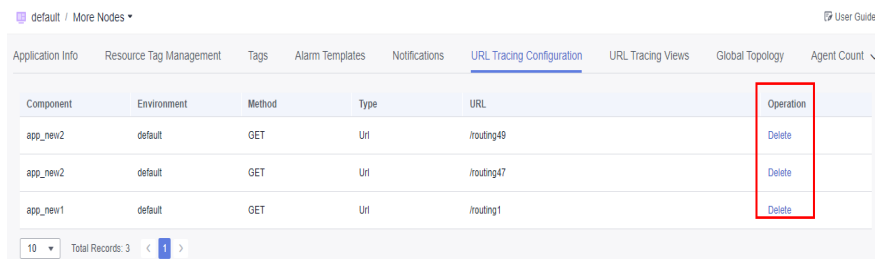 default / More Nodes
User Guide
Application Info Resource Tag Management Tags Alarm Templates Notifications URL Tracing Configuration URL Tracing Views Global Topology Agent Count
Component Environment Method Type URL Operation
app_new2 default GET Url /routing49 Delete
app_new2 default GET Url /routing47 Delete
app_new1 default GET Url /routing1 Delete
10 Total Records: 3 < 1 >